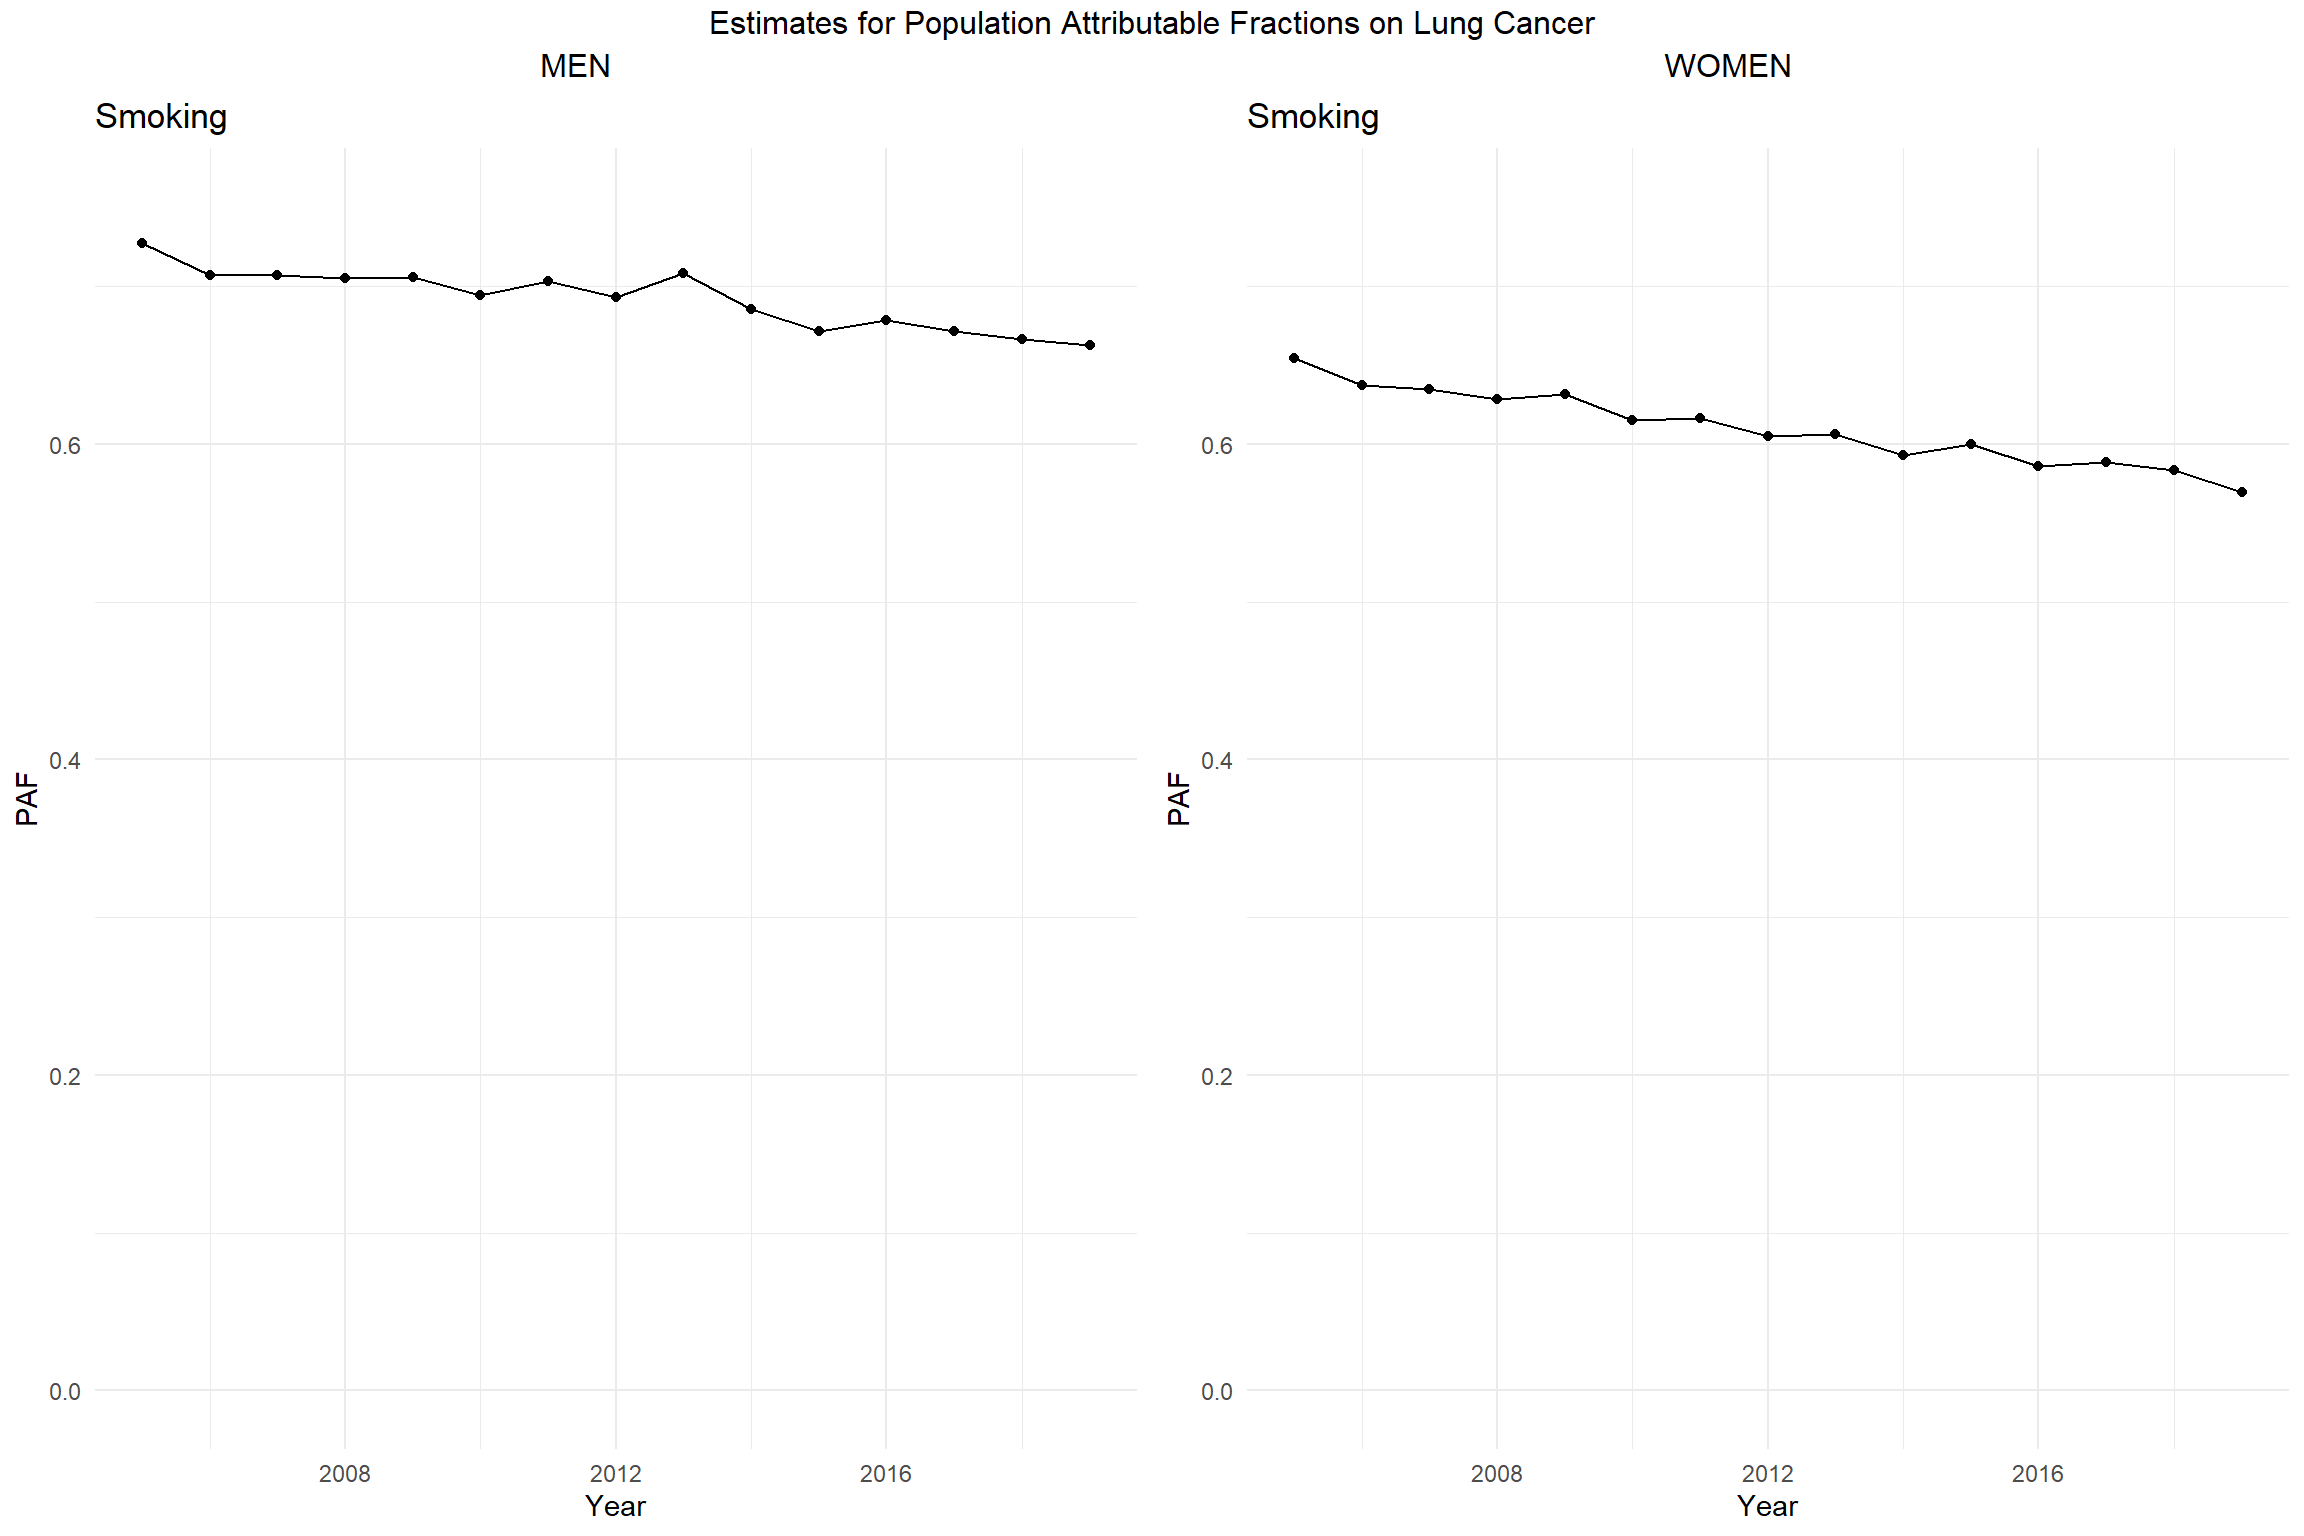 Estimates for Population Attributable Fractions on Lung Cancer
MEN
WOMEN
Smoking
Smoking
PAF
0.6
0.4
0.2
0.0
2008
2012
2016
Year
PAF
0.6
0.4
0.2
0.0
2008
2012
2016
Year